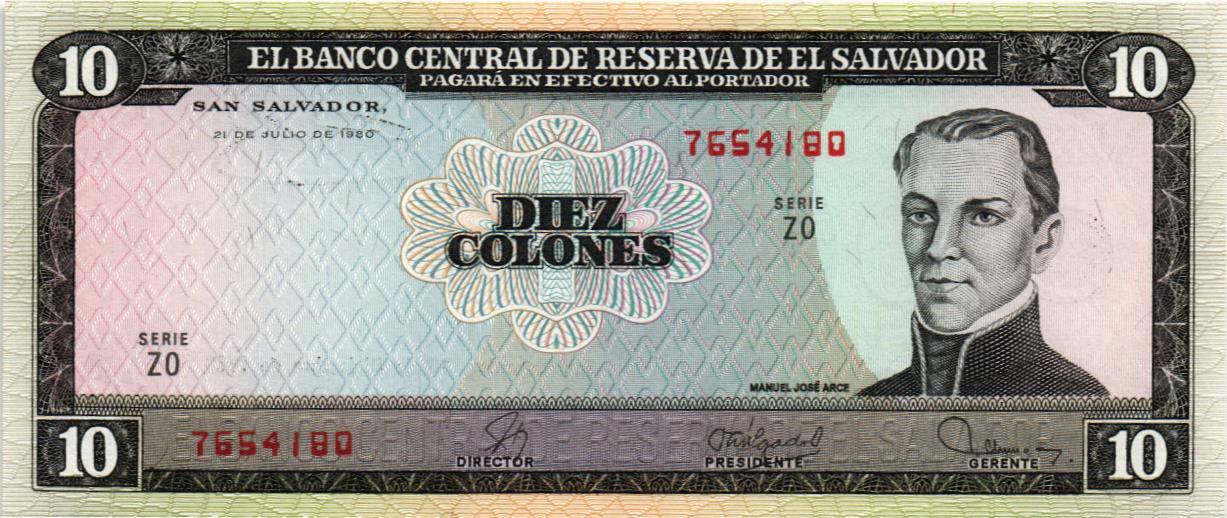 10
EL BANCO CENTRAL DE RESERVA DE EL SALVADOR
10
PAGARÁ EN EFECTIVO AL PORTADOR
SAN SALVADOR,
21 DE JULIO DE 1980
7654180
DIEZ
COLONES
SERIE
ZO
SERIE
ZO
MANUEL JOSÉ ARCE
10
7654180
DIRECTOR
PRESIDENTE
GERENTE
10